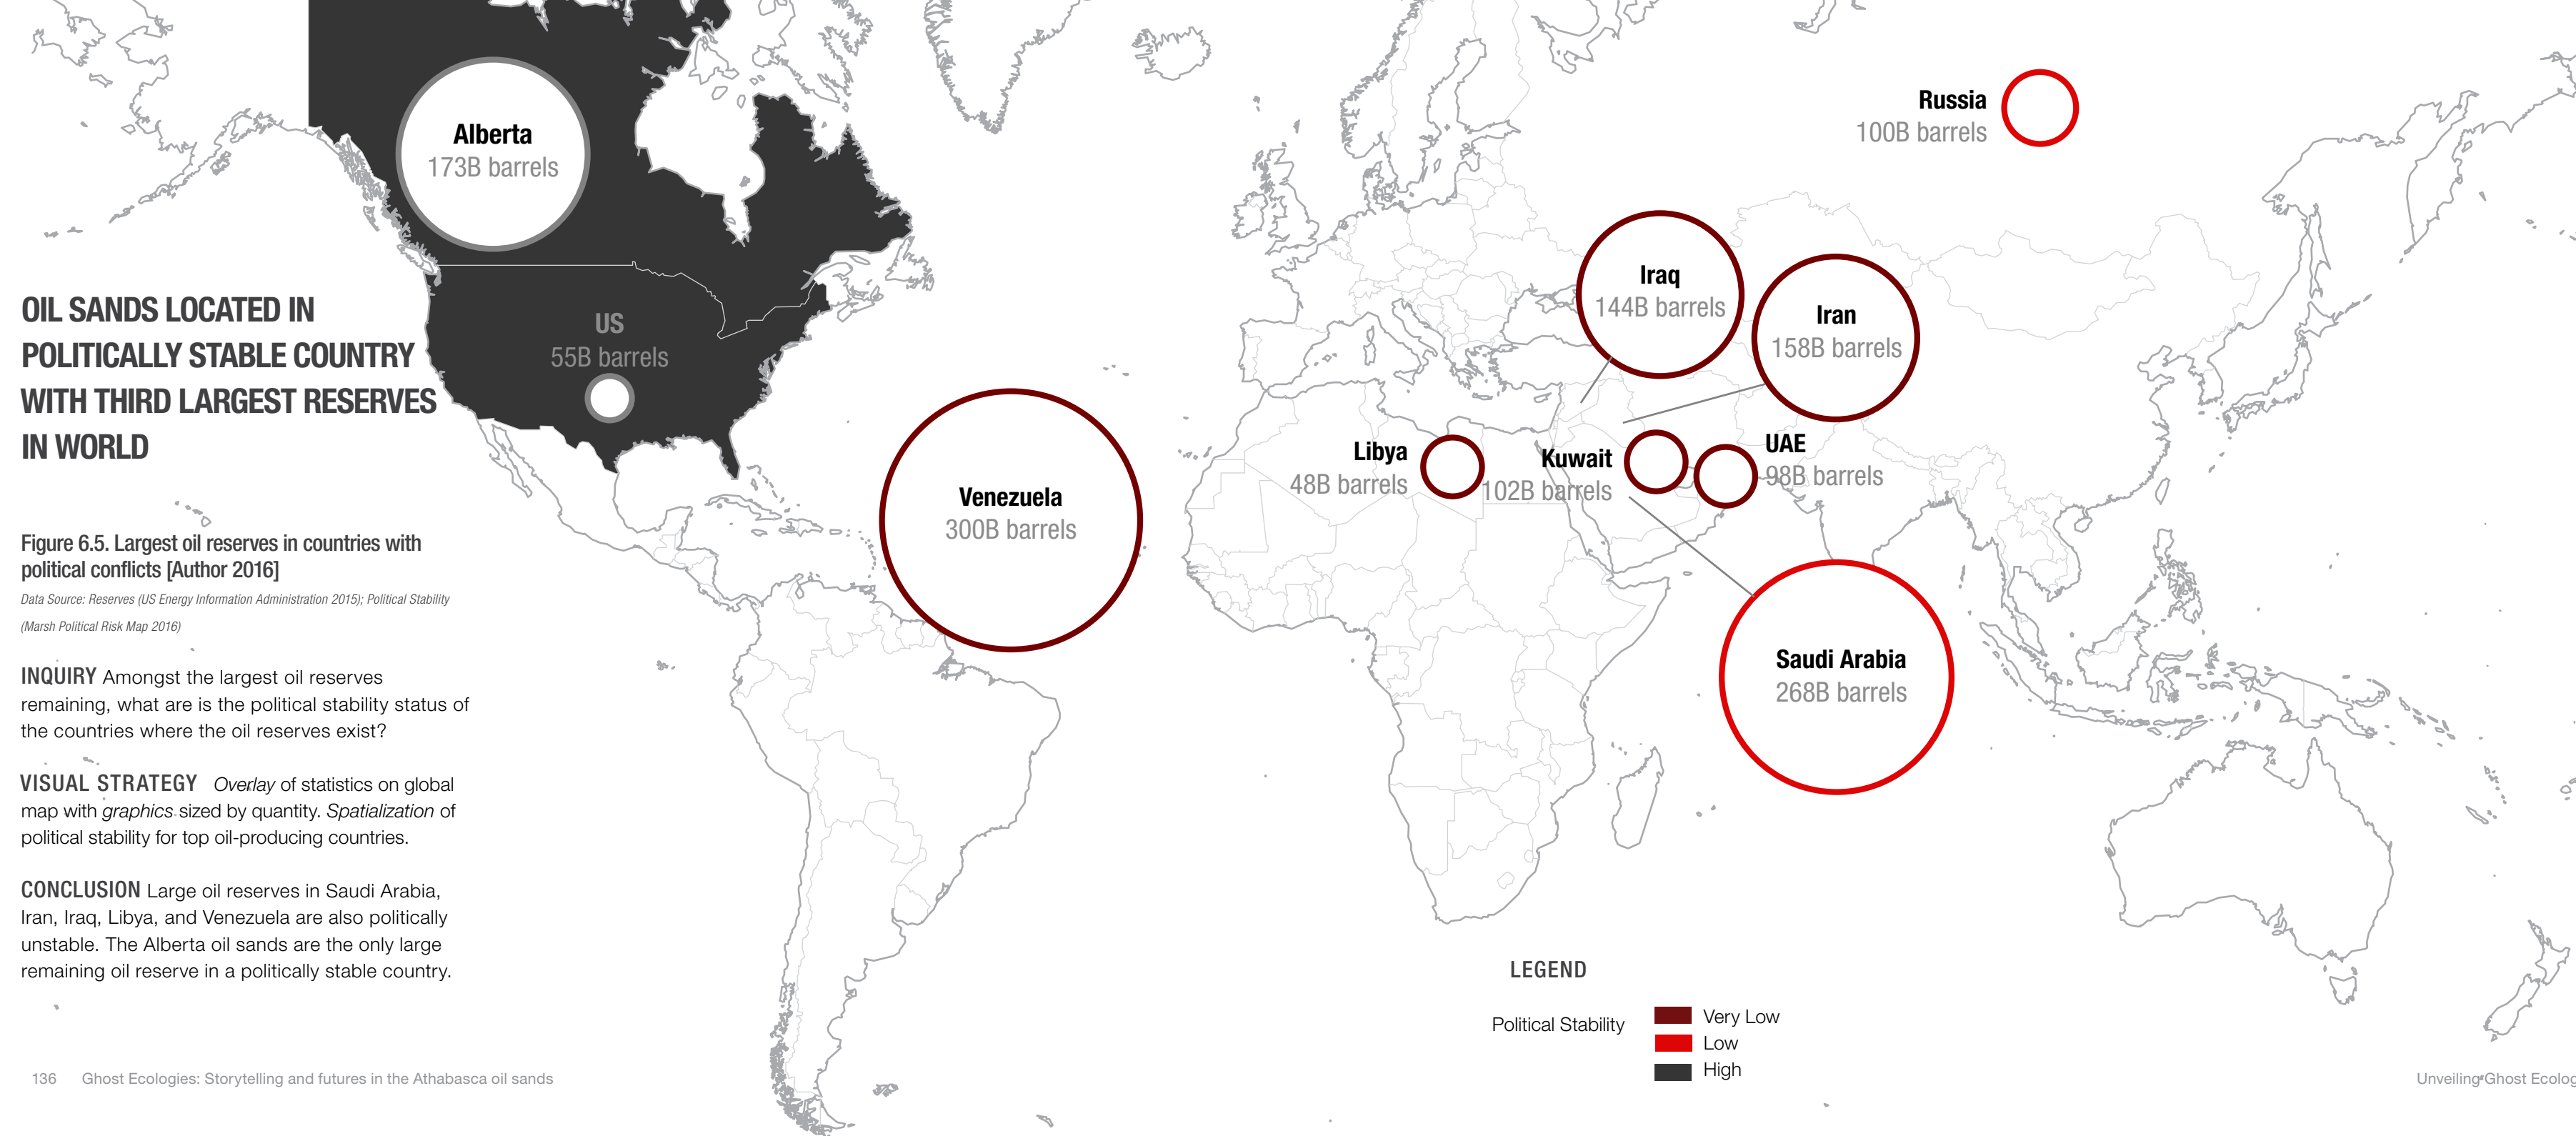 OIL SANDS LOCATED IN
POLITICALLY STABLE COUNTRY
WITH THIRD LARGEST RESERVES
IN WORLD
Figure 6.5. Largest oil reserves in countries with
political conflicts [Author 2016]
Data Source: Reserves (US Energy Information Administration 2015); Political Stability
(Marsh Political Risk Map 2016)
INQUIRY Amongst the largest oil reserves
remaining, what are is the political stability status of
the countries where the oil reserves exist?
VISUAL STRATEGY Overlay of statistics on global
map with graphics sized by quantity. Spatialization of
political stability for top oil-producing countries.
CONCLUSION Large oil reserves in Saudi Arabia,
Iran, Iraq, Libya, and Venezuela are also politically
unstable. The Alberta oil sands are the only large
remaining oil reserve in a politically stable country.
Alberta
173B barrels
US
55B barrels
Venezuela
300B barrels
Russia
100B barrels
Iraq
144B barrels
Iran
158B barrels
Libya
48B barrels
Kuwait
102B barrels
UAE
98B barrels
Saudi Arabia
268B barrels
LEGEND
Political Stability
Very Low
Low
High
136 Ghost Ecologies: Storytelling and futures in the Athabasca oil sands
Unveiling Ghost Ecolog